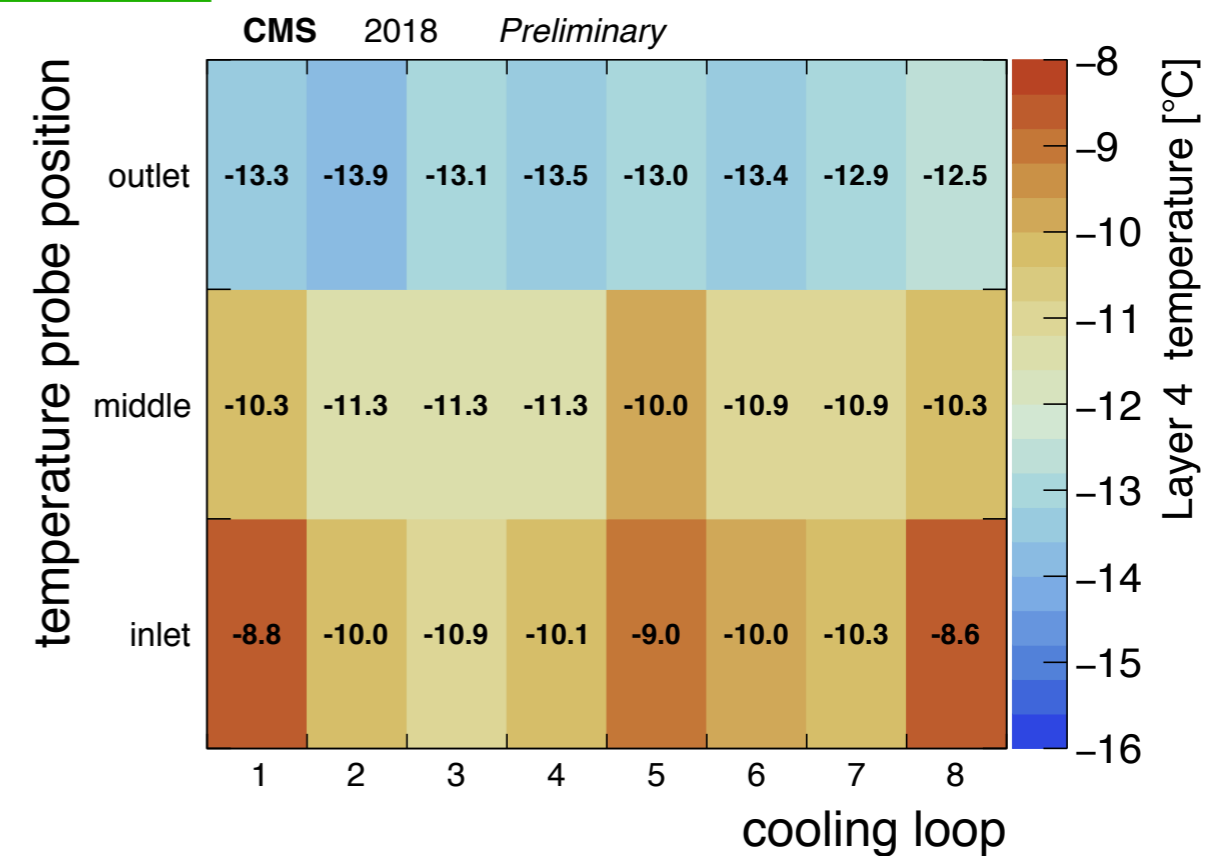 CMS 2018 Preliminary
temperature probe position
outlet -13.3 -13.9 -13.1 -13.5 -13.0 -13.4 -12.9 -12.5
middle -10.3 -11.3 -11.3 -11.3 -10.0 -10.9 -10.9 -10.3
inlet -8.8 -10.0 -10.9 -10.1 -9.0 -10.0 -10.3 -8.6
1 2 3 4 5 6 7 8
cooling loop
−8
−9
−10
−11
−12
−13
−14
−15
−16
Layer 4 temperature [°C]